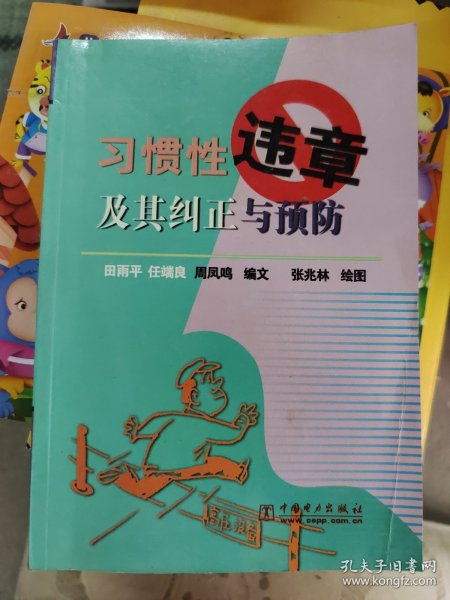 习惯性违章
及其纠正与预防
田雨平 任端良 周凤鸣 编文 张兆林 绘图
高压设备
中国电力出版社
www.cepp.com.cn
孔夫子旧书网
www.kongfz.com